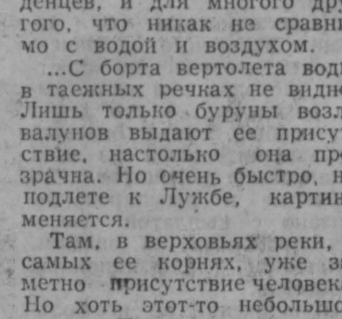 денцев, и для многого дру
гого, что никак не сравни
мо с водой и воздухом.
...С борта вертолета вод
в таежных речках не видн
Лишь только буруны возл
валунов выдают ее прису
ствие, настолько она пр
зрачна. Но очень быстро, н
подлете к Лужбе, картин
меняется.
Там, в верховьях реки,
самых ее корнях, уже з
метно присутствие человек
Но хоть этот-то небольшо